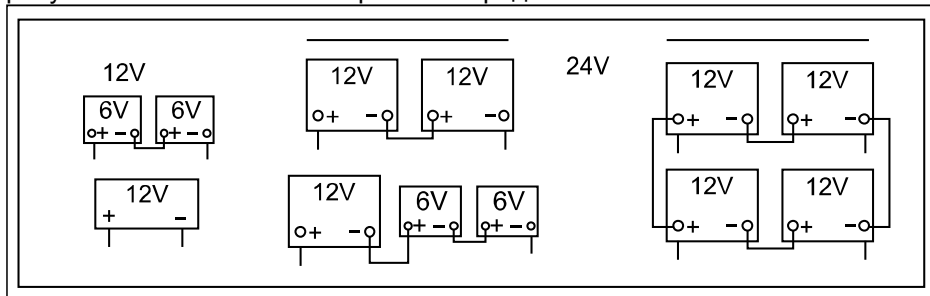 12V
6V 6V
+ − + −
12V
+ −
12V 12V
+ − + −
12V 6V 6V
+ − + − + −
24V
12V 12V
+ − + −
12V 12V
+ − + −